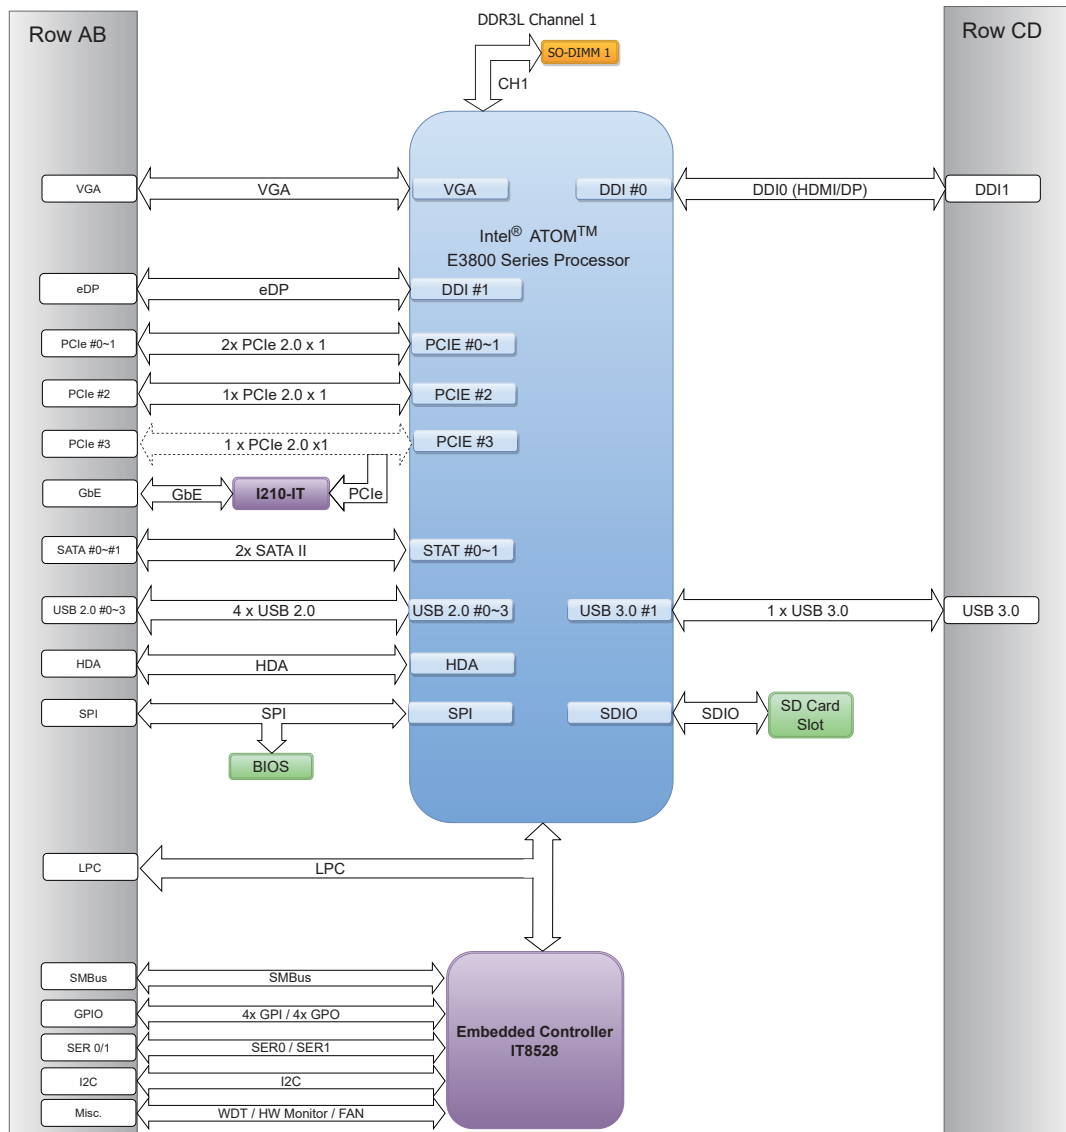 DDR3L Channel 1
Row AB
Row CD
SO-DIMM 1
CH1
VGA
VGA
VGA
DDI #0
DDI0 (HDMI/DP)
DDI1
Intel® ATOM™
E3800 Series Processor
eDP
eDP
DDI #1
PCIe #0~1
2x PCIe 2.0 x 1
PCIE #0~1
PCIe #2
1x PCIe 2.0 x 1
PCIE #2
PCIe #3
1 x PCIe 2.0 x1
PCIE #3
GbE
GbE
I210-IT
PCIe
SATA #0~#1
2x SATA II
STAT #0~1
USB 2.0 #0~3
4 x USB 2.0
USB 2.0 #0~3
USB 3.0 #1
1 x USB 3.0
USB 3.0
HDA
HDA
HDA
SPI
SPI
SPI
SDIO
SDIO
SD Card
Slot
BIOS
LPC
LPC
SMBus
SMBus
GPIO
4x GPI / 4x GPO
Embedded Controller
IT8528
SER 0/1
SER0 / SER1
I2C
I2C
Misc.
WDT / HW Monitor / FAN